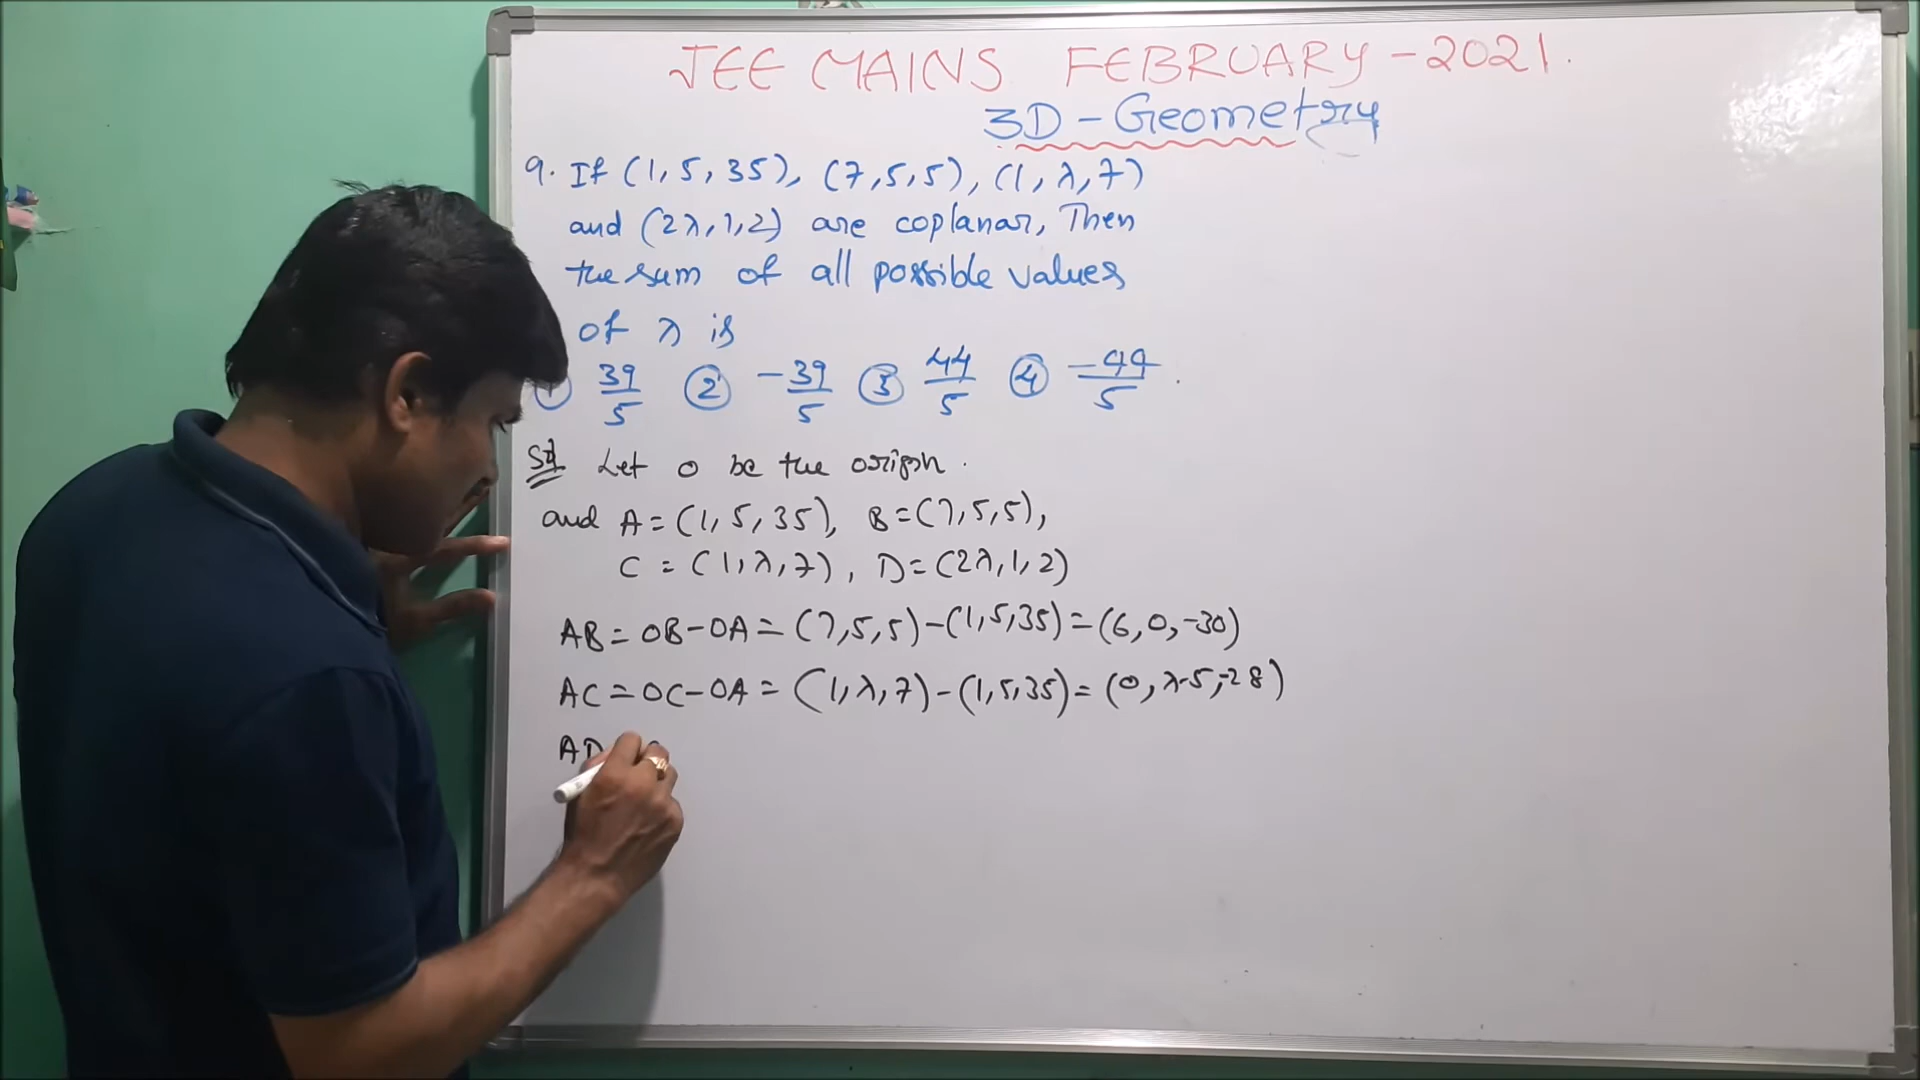 JEE MAINS FEBRUARY - 2021.
3D - Geometry
9. If (1, 5, 35), (7, 5, 5), (1, λ, 7)
and (2λ, 1, 2) are coplanar, Then
the sum of all possible values
of λ is
① 39/5 ② -39/5 ③ 44/5 ④ -44/5 .
Sol Let O be the origin.
and A = (1, 5, 35), B = (7, 5, 5),
C = (1, λ, 7), D = (2λ, 1, 2)
AB = OB - OA = (7, 5, 5) - (1, 5, 35) = (6, 0, -30)
AC = OC - OA = (1, λ, 7) - (1, 5, 35) = (0, λ-5, -28)
AD